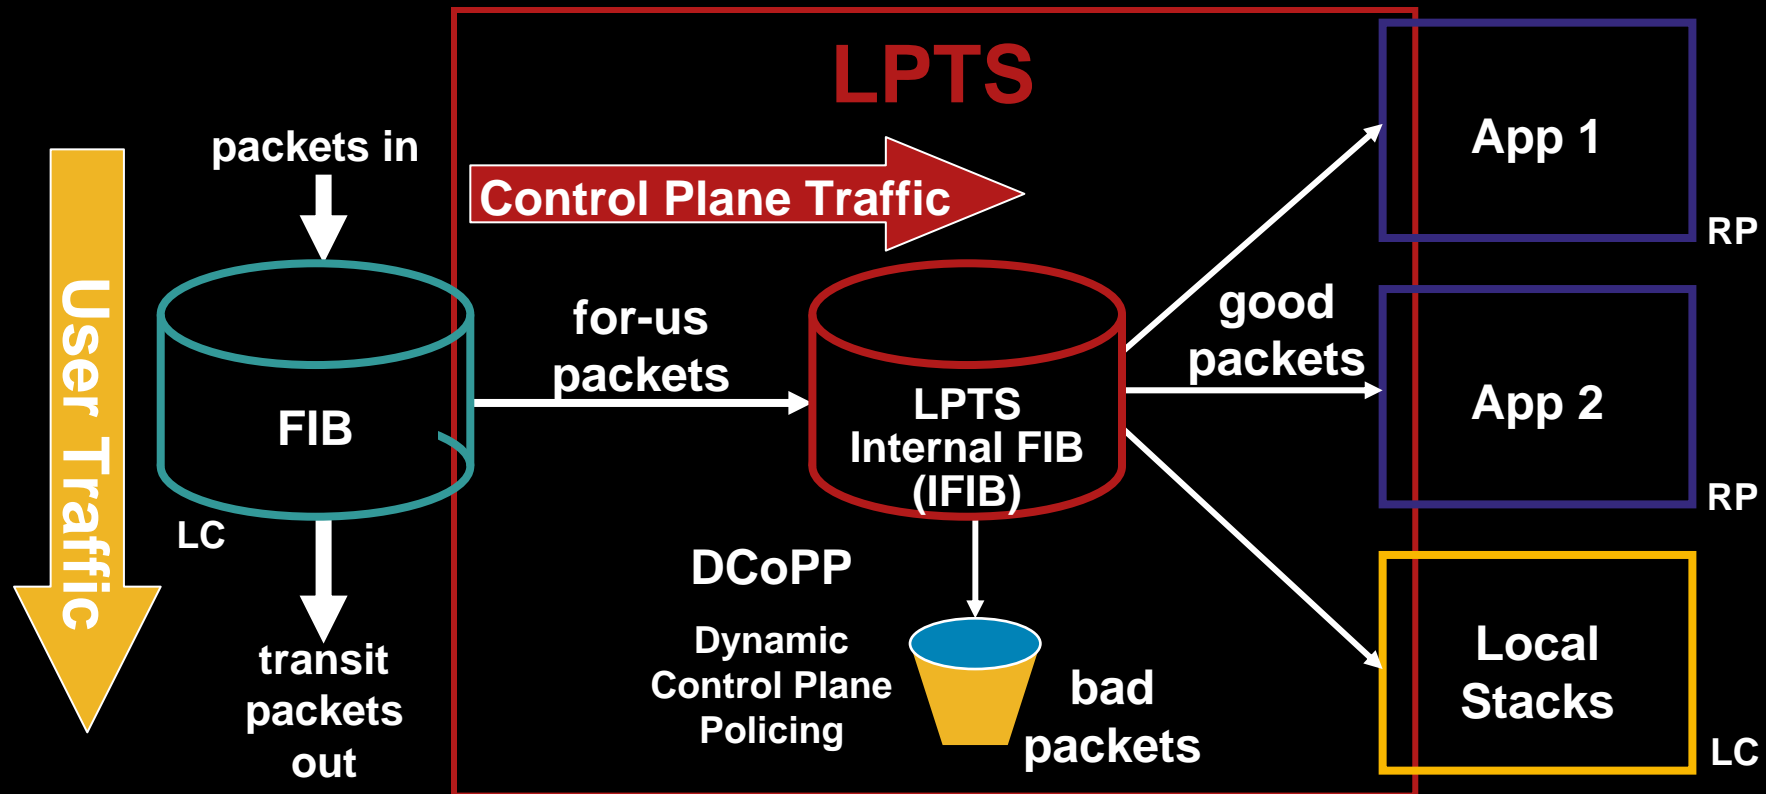 LPTS
packets in
Control Plane Traffic
User Traffic
FIB
LC
transit
packets
out
for-us
packets
LPTS
Internal FIB
(IFIB)
DCoPP
Dynamic
Control Plane
Policing
bad
packets
good
packets
App 1
RP
App 2
RP
Local
Stacks
LC